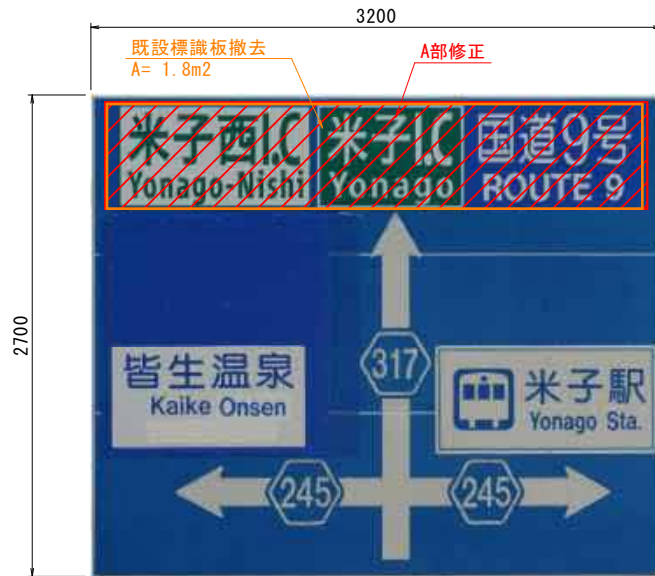 3200
既設標識板撤去
A= 1.8m2
A部修正
米子西I.C
Yonago-Nishi
米子I.C
Yonago
国道9号
ROUTE 9
2700
317
皆生温泉
Kaike Onsen
米子駅
Yonago Sta.
245
245